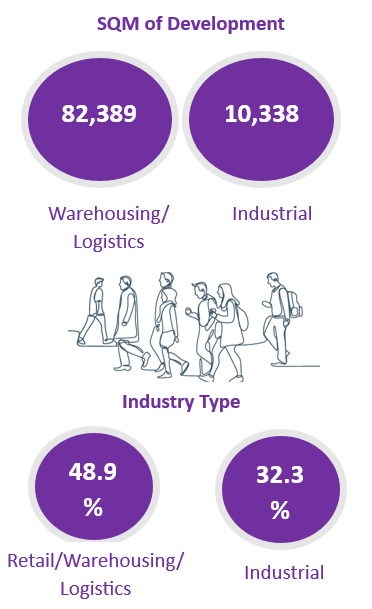 SQM of Development
82,389
10,338
Warehousing/
Logistics
Industrial
Industry Type
48.9
%
32.3
%
Retail/Warehousing/
Logistics
Industrial